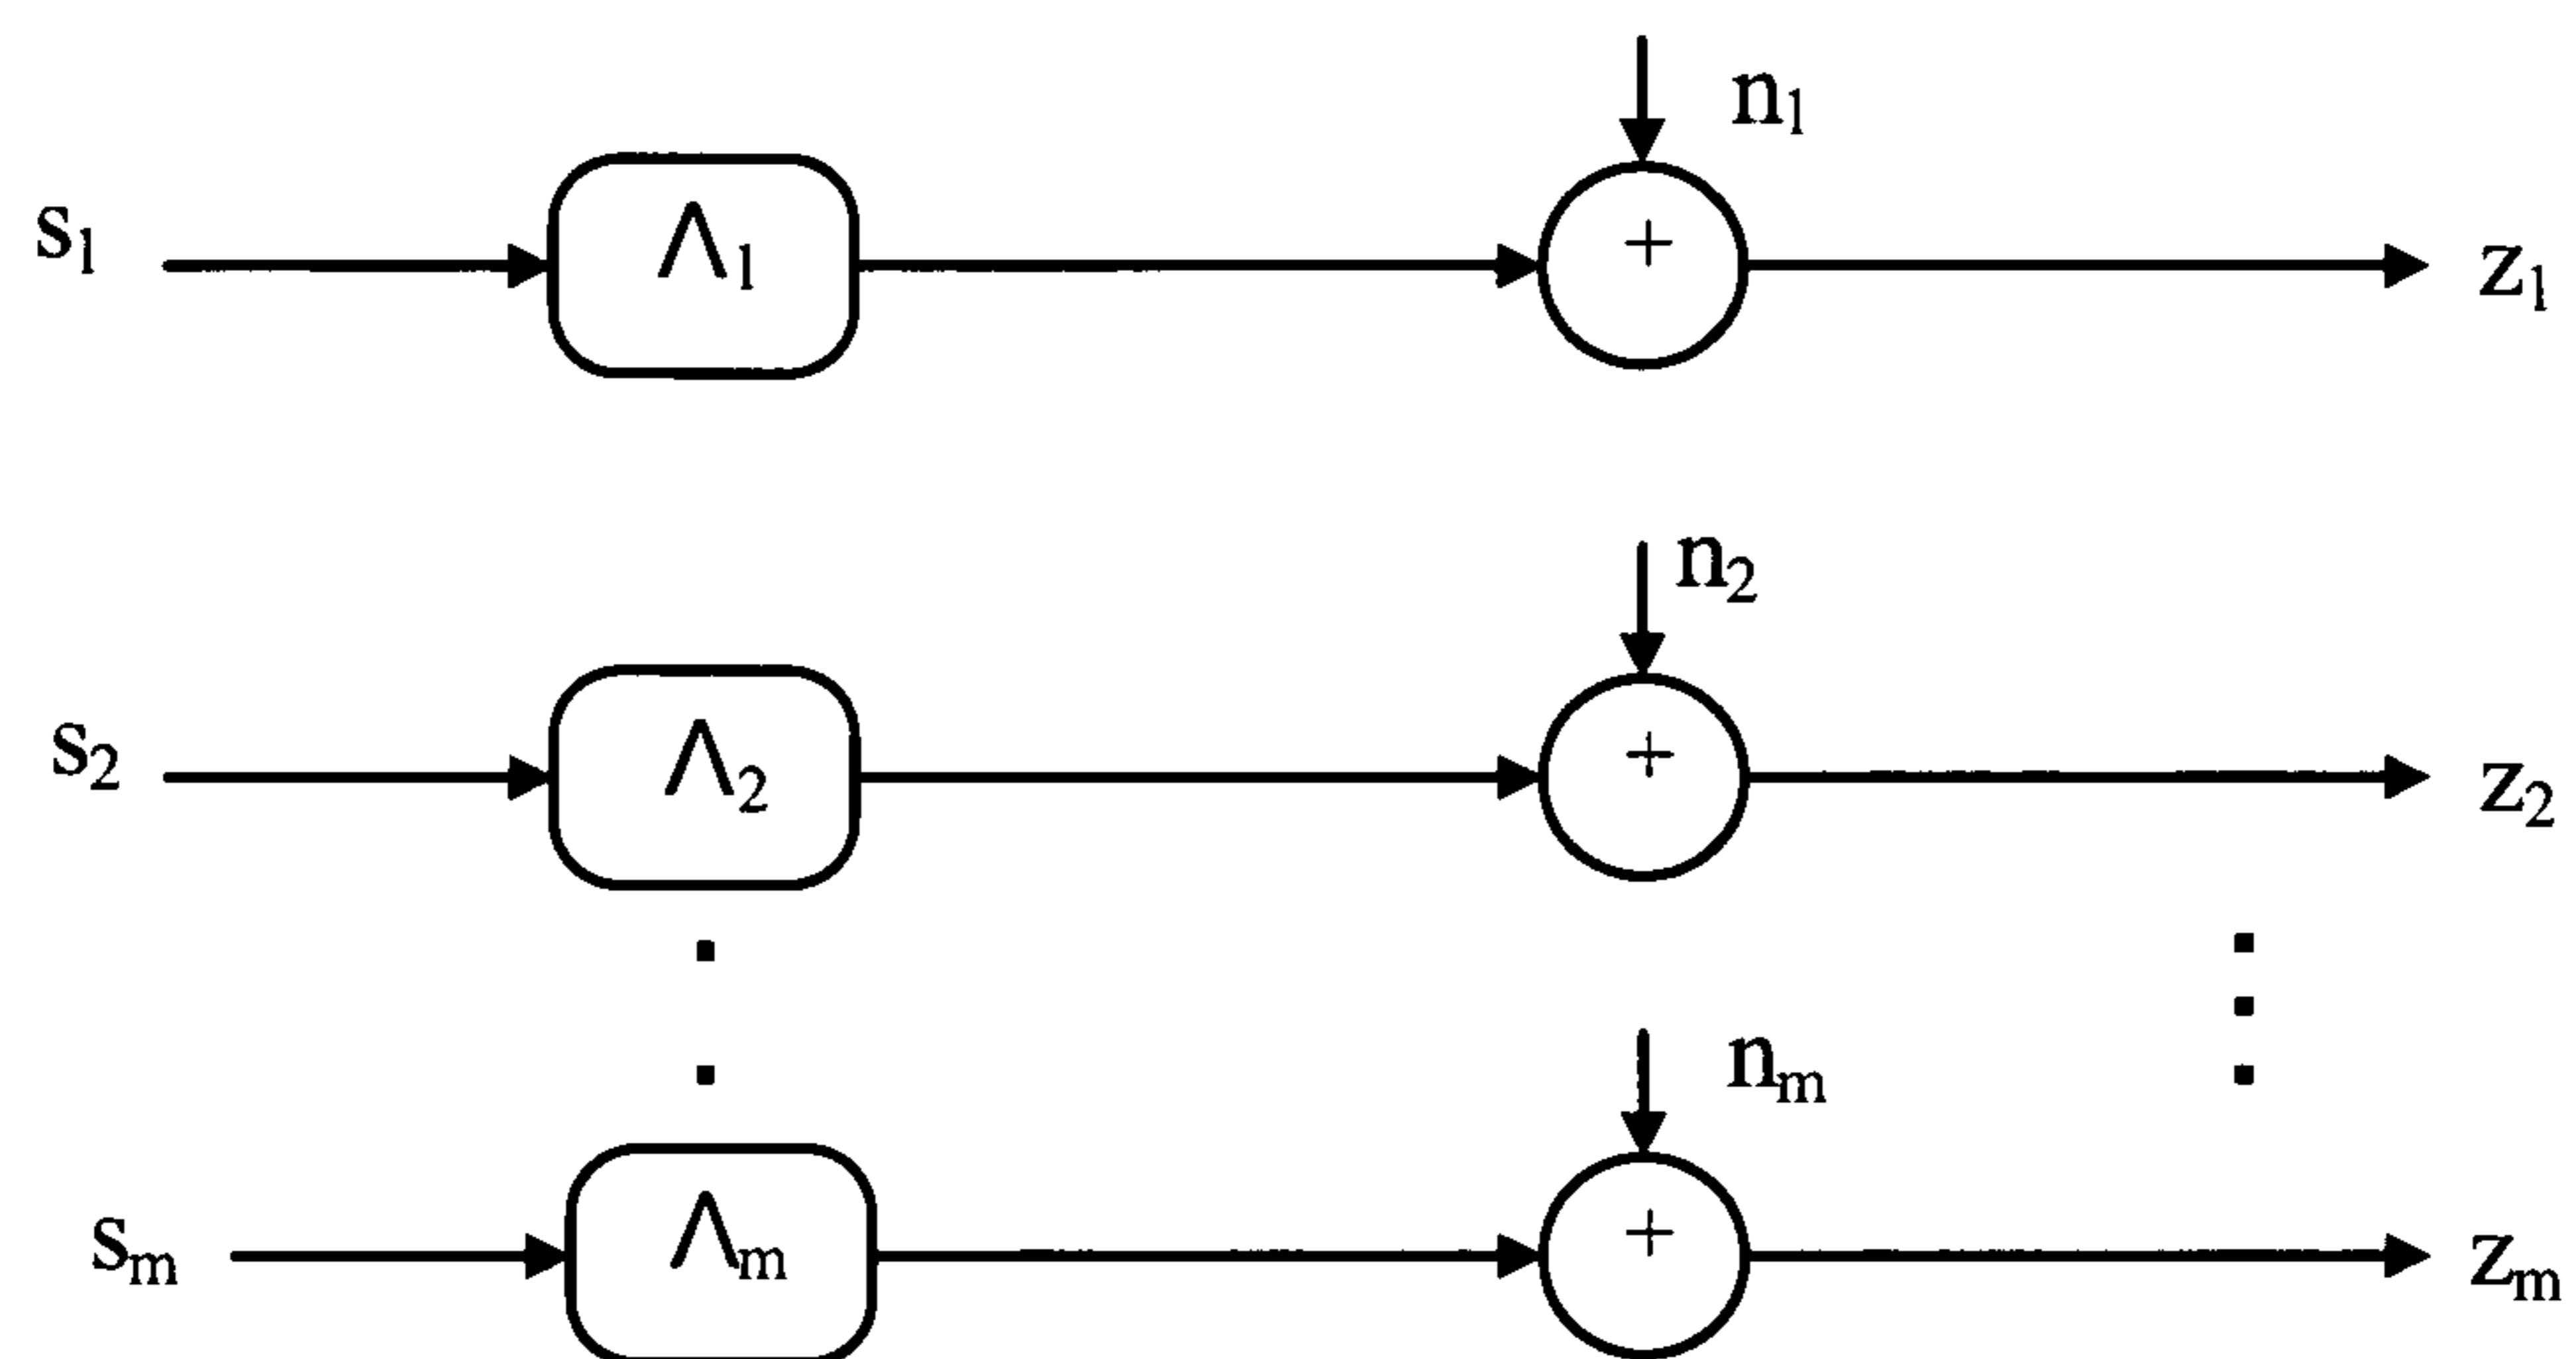 n₁
s₁ Λ₁ + z₁
n₂
s₂ Λ₂ + z₂
nₘ
sₘ Λₘ + zₘ